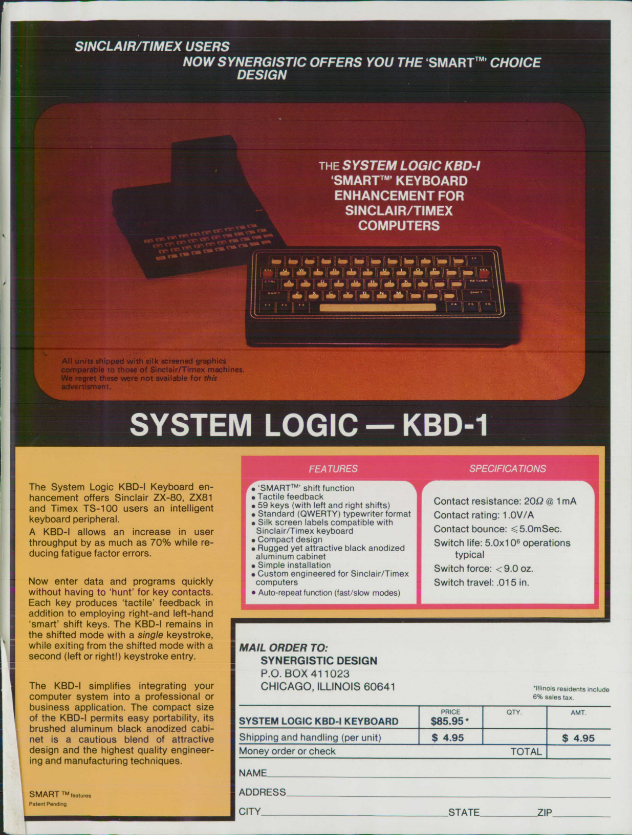 SINCLAIR/TIMEX USERS
NOW SYNERGISTIC OFFERS YOU THE 'SMART™' CHOICE
DESIGN
THE SYSTEM LOGIC KBD-I
'SMART™' KEYBOARD
ENHANCEMENT FOR
SINCLAIR/TIMEX
COMPUTERS
All units shipped with silk screened graphics
comparable to those of Sinclair/Timex machines.
We regret these were not available for this
advertisment.
SYSTEM LOGIC — KBD-1
The System Logic KBD-I Keyboard en-
hancement offers Sinclair ZX-80, ZX81
and Timex TS-100 users an intelligent
keyboard peripheral.
A KBD-I allows an increase in user
throughput by as much as 70% while re-
ducing fatigue factor errors.
Now enter data and programs quickly
without having to 'hunt' for key contacts.
Each key produces 'tactile' feedback in
addition to employing right-and left-hand
'smart' shift keys. The KBD-I remains in
the shifted mode with a single keystroke,
while exiting from the shifted mode with a
second (left or right!) keystroke entry.
The KBD-I simplifies integrating your
computer system into a professional or
business application. The compact size
of the KBD-I permits easy portability, its
brushed aluminum black anodized cabi-
net is a cautious blend of attractive
design and the highest quality engineer-
ing and manufacturing techniques.
SMART ™ features
Patent Pending
FEATURES
• 'SMART™' shift function
• Tactile feedback
• 59 keys (with left and right shifts)
• Standard (QWERTY) typewriter format
• Silk screen labels compatible with
Sinclair/Timex keyboard
• Compact design
• Rugged yet attractive black anodized
aluminum cabinet
• Simple installation
• Custom engineered for Sinclair/Timex
computers
• Auto-repeat function (fast/slow modes)
SPECIFICATIONS
Contact resistance: 20Ω @ 1mA
Contact rating: 1.0V/A
Contact bounce: ≤5.0mSec.
Switch life: 5.0x10⁶ operations
typical
Switch force: <9.0 oz.
Switch travel: .015 in.
MAIL ORDER TO:
SYNERGISTIC DESIGN
P.O. BOX 411023
CHICAGO, ILLINOIS 60641
*Illinois residents include
6% sales tax.
PRICE QTY. AMT.
SYSTEM LOGIC KBD-I KEYBOARD $85.95*
Shipping and handling (per unit) $ 4.95 $ 4.95
Money order or check TOTAL
NAME
ADDRESS
CITY STATE ZIP